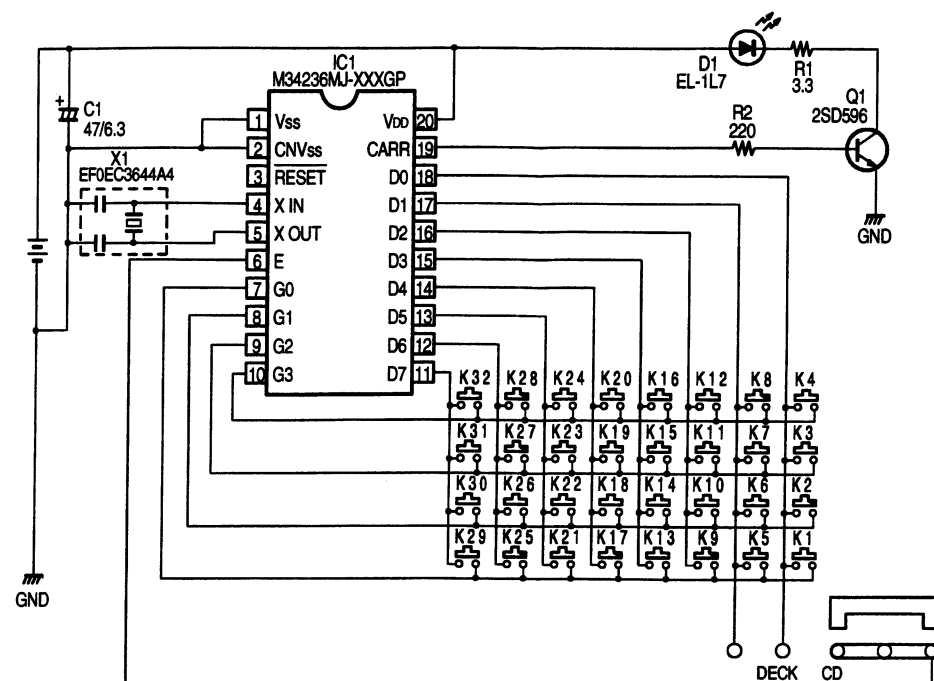 IC1
M34236MJ-XXXGP
D1
EL-1L7
R1
3.3
Q1
2SD596
R2
220
+
C1
47/6.3
X1
EF0EC3644A4
1 Vss VDD 20
2 CNVss CARR 19
3 RESET D0 18
4 X IN D1 17
5 X OUT D2 16
6 E D3 15
7 G0 D4 14
8 G1 D5 13
9 G2 D6 12
10 G3 D7 11
GND
K32 K28 K24 K20 K16 K12 K8 K4
K31 K27 K23 K19 K15 K11 K7 K3
K30 K26 K22 K18 K14 K10 K6 K2
K29 K25 K21 K17 K13 K9 K5 K1
GND
DECK CD